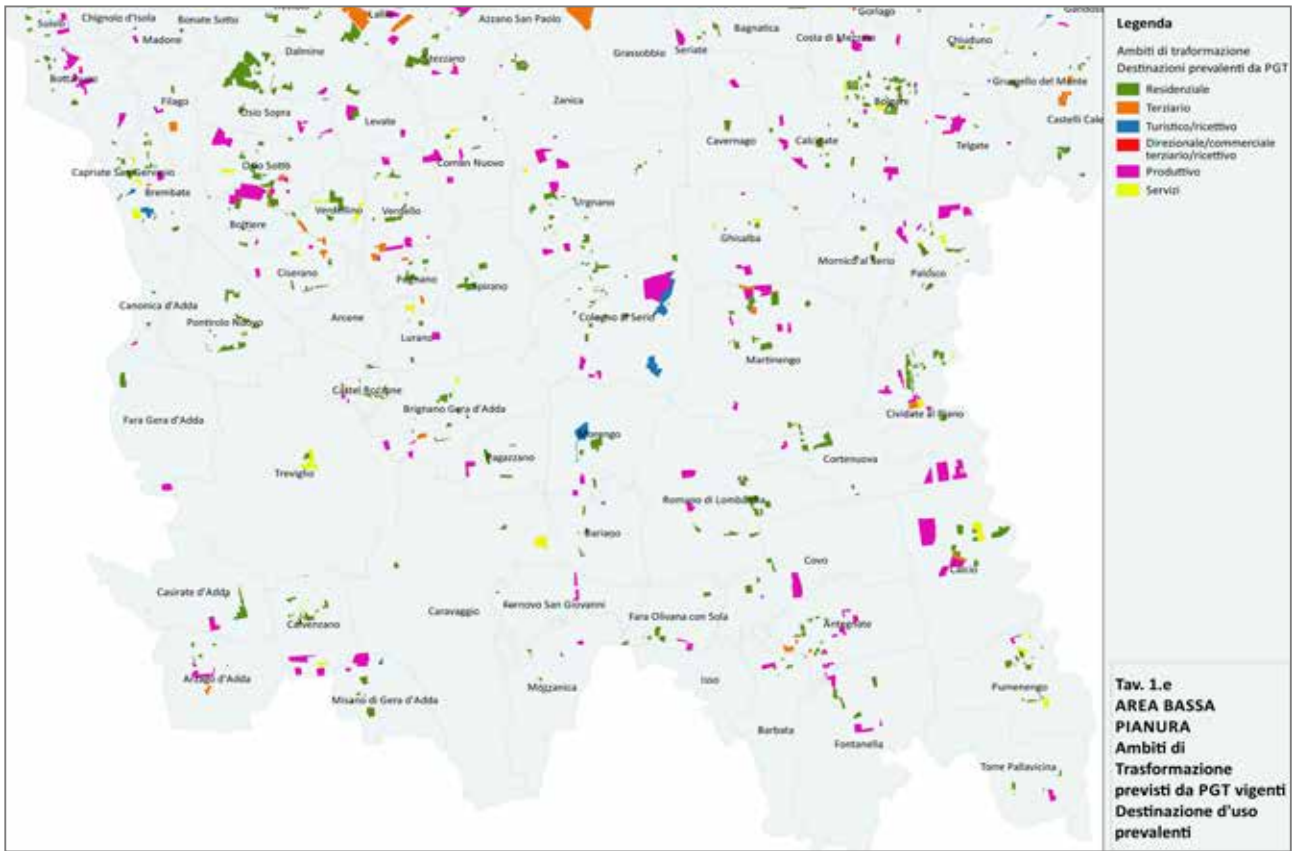 Chignolo d'Isola
Bonate Sotto
Azzano San Paolo
Gorlago
Madone
Dalmine
Stezzano
Grassobbio
Seriate
Bagnatica
Costa di Mezzate
Chiuduno
Bottanuco
Grumello del Monte
Filago
Osio Sopra
Levate
Zanica
Bolgare
Castelli Cale
Cavernago
Calcinate
Telgate
Capriate San Gervasio
Osio Sotto
Comun Nuovo
Brembate
Verdellino
Verdello
Urgnano
Boltiere
Ghisalba
Ciserano
Pognano
Spirano
Mornico al Serio
Palosco
Canonica d'Adda
Pontirolo Nuovo
Arcene
Cologno al Serio
Lurano
Martinengo
Castel Rozzone
Brignano Gera d'Adda
Fara Gera d'Adda
Cividate al Piano
Morengo
Pagazzano
Cortenuova
Treviglio
Romano di Lombardia
Bariano
Covo
Calcio
Casirate d'Adda
Caravaggio
Fornovo San Giovanni
Fara Olivana con Sola
Calvenzano
Antegnate
Arzago d'Adda
Misano di Gera d'Adda
Mozzanica
Isso
Pumenengo
Barbata
Fontanella
Torre Pallavicina
Legenda
Ambiti di traformazione
Destinazioni prevalenti da PGT
Residenziale
Terziario
Turistico/ricettivo
Direzionale/commerciale
terziario/ricettivo
Produttivo
Servizi
Tav. 1.e
AREA BASSA
PIANURA
Ambiti di
Trasformazione
previsti da PGT vigenti
Destinazione d'uso
prevalenti